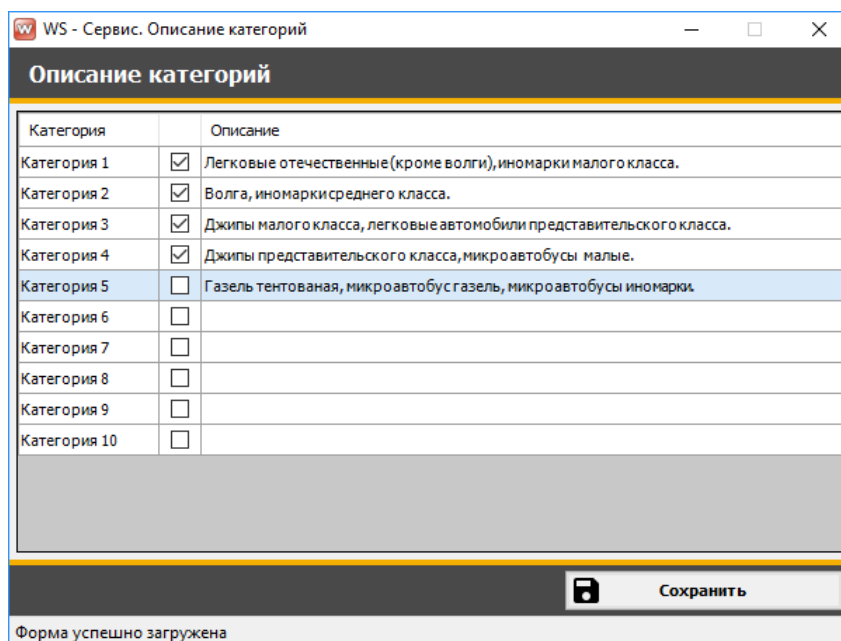 WS - Сервис. Описание категорий
Описание категорий
Категория Описание
Категория 1 Легковые отечественные(кроме волги), иномарки малого класса.
Категория 2 Волга, иномарки среднего класса.
Категория 3 Джипы малого класса, легковые автомобили представительского класса.
Категория 4 Джипы представительского класса, микроавтобусы малые.
Категория 5 Газель тентованая, микроавтобус газель, микроавтобусы иномарки.
Категория 6
Категория 7
Категория 8
Категория 9
Категория 10
Сохранить
Форма успешно загружена